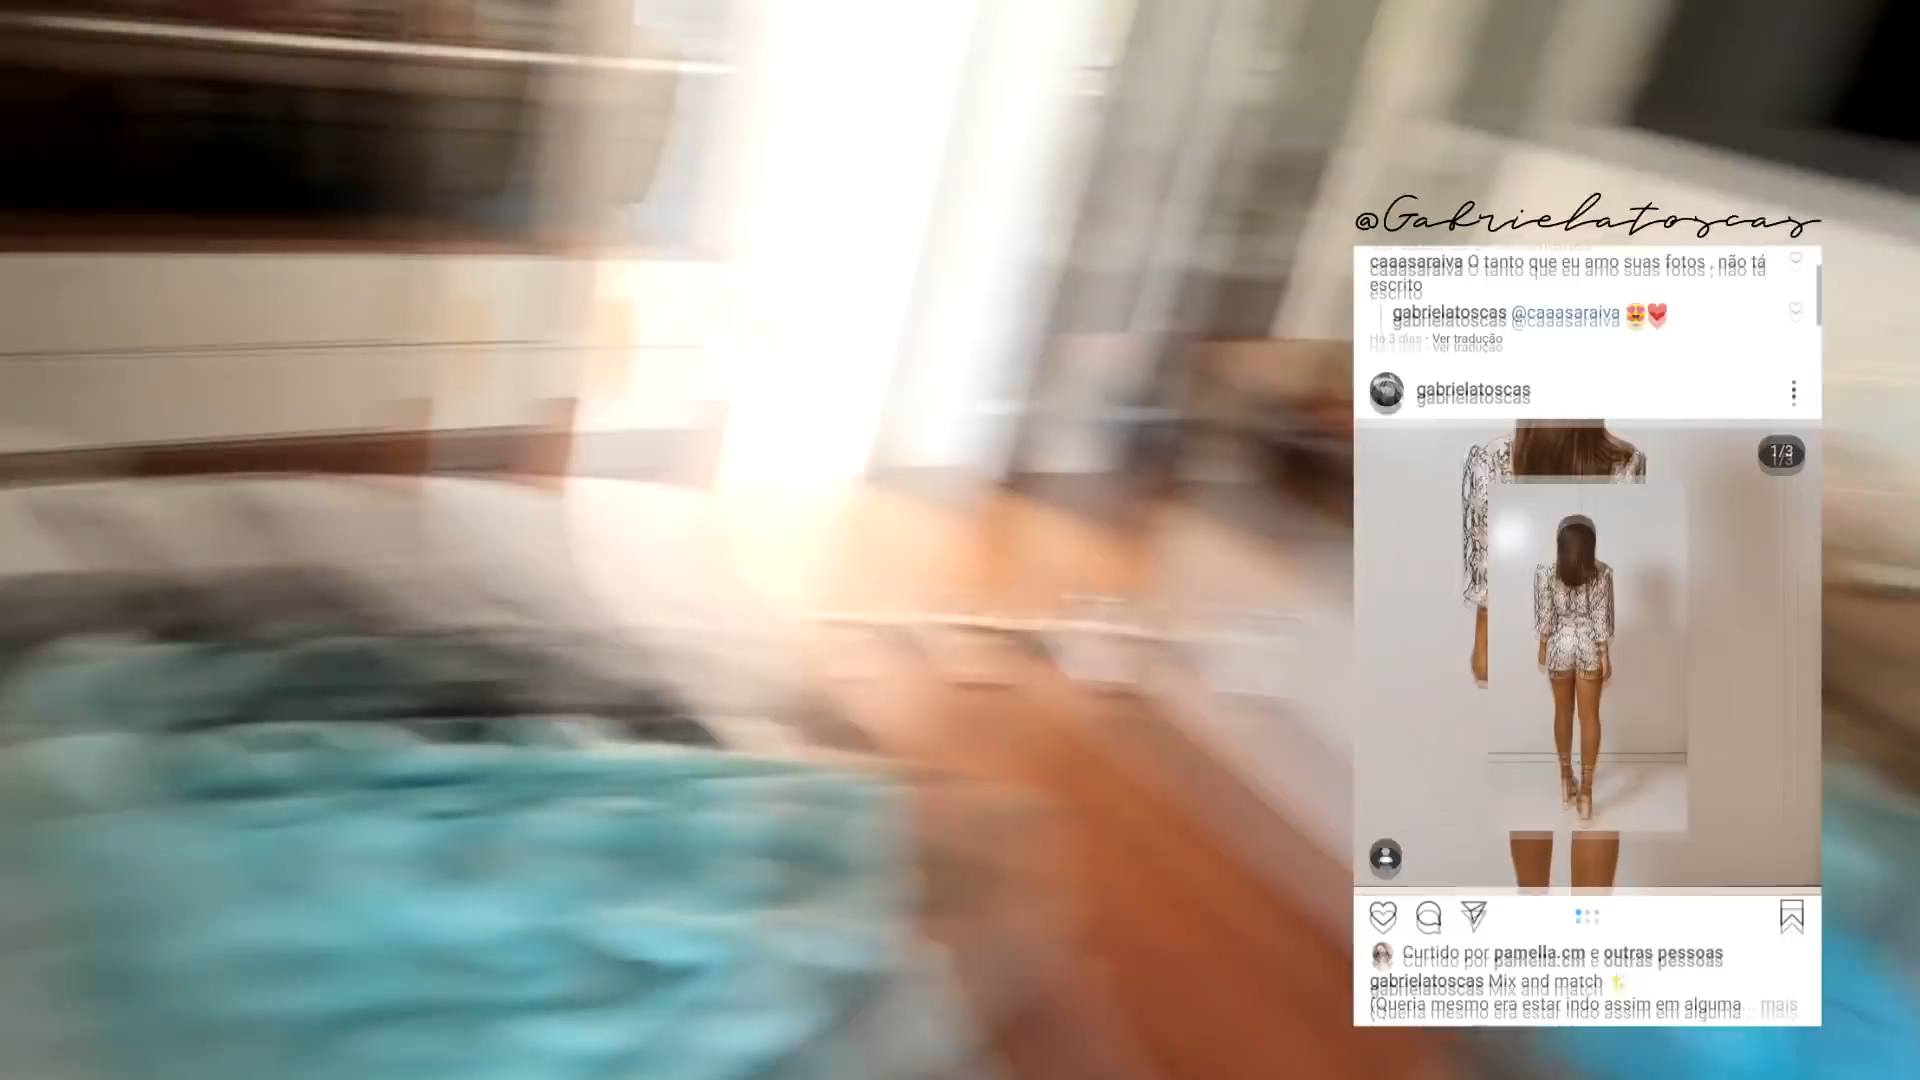 @Gabrielatoscas
caaasaraiva O tanto que eu amo suas fotos , não tá
escrito
gabrielatoscas @caaasaraiva 😍❤️
Há 3 dias · Ver tradução
gabrielatoscas
1/3
Curtido por pamella.cm e outras pessoas
gabrielatoscas Mix and match ✨
(Queria mesmo era estar indo assim em alguma... mais